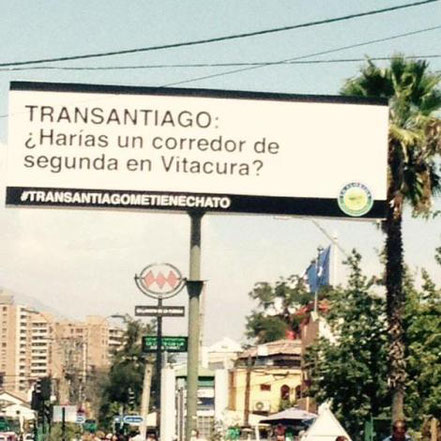 TRANSANTIAGO:
¿Harías un corredor de
segunda en Vitacura?
#TRANSANTIAGOMETIENECHATO